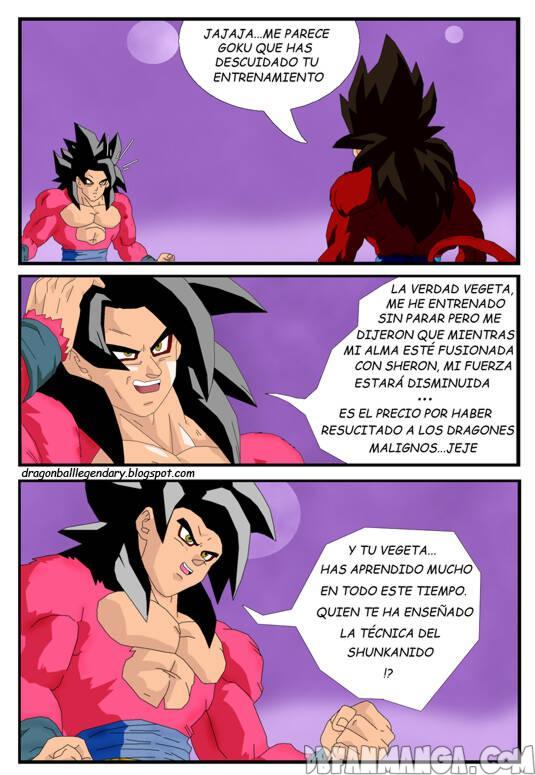 JAJAJA...ME PARECE
GOKU QUE HAS
DESCUIDADO TU
ENTRENAMIENTO
LA VERDAD VEGETA,
ME HE ENTRENADO
SIN PARAR PERO ME
DIJERON QUE MIENTRAS
MI ALMA ESTÉ FUSIONADA
CON SHERON, MI FUERZA
ESTARÁ DISMINUIDA
...
ES EL PRECIO POR HABER
RESUCITADO A LOS DRAGONES
MALIGNOS...JEJE
dragonballlegendary.blogspot.com
Y TU VEGETA...
HAS APRENDIDO MUCHO
EN TODO ESTE TIEMPO.
QUIEN TE HA ENSEÑADO
LA TÉCNICA DEL
SHUNKANIDO
!?
DBFANMANGA.COM